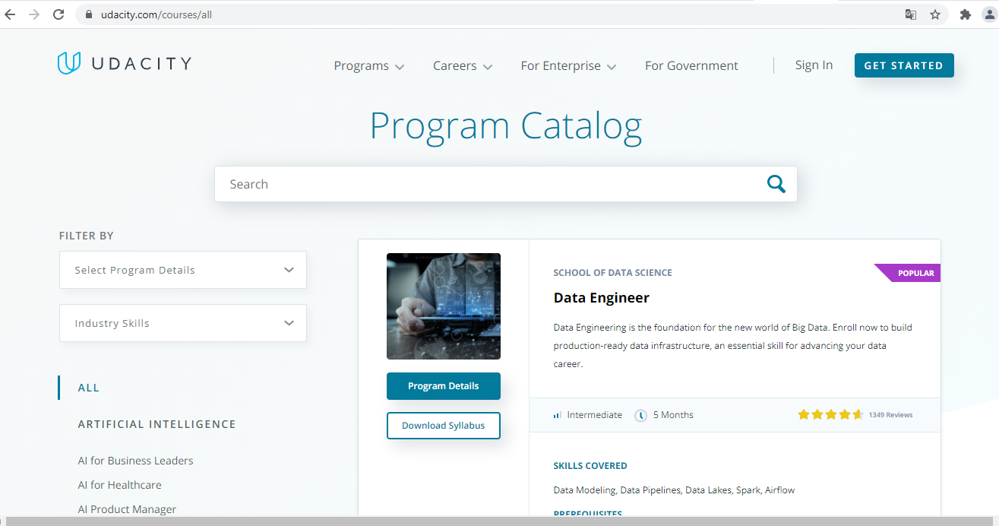 udacity.com/courses/all
UDACITY
Programs
Careers
For Enterprise
For Government
Sign In
GET STARTED
Program Catalog
Search
FILTER BY
Select Program Details
Industry Skills
ALL
ARTIFICIAL INTELLIGENCE
AI for Business Leaders
AI for Healthcare
AI Product Manager
Program Details
Download Syllabus
SCHOOL OF DATA SCIENCE
POPULAR
Data Engineer
Data Engineering is the foundation for the new world of Big Data. Enroll now to build
production-ready data infrastructure, an essential skill for advancing your data
career.
Intermediate
5 Months
1349 Reviews
SKILLS COVERED
Data Modeling, Data Pipelines, Data Lakes, Spark, Airflow
PREREQUISITES